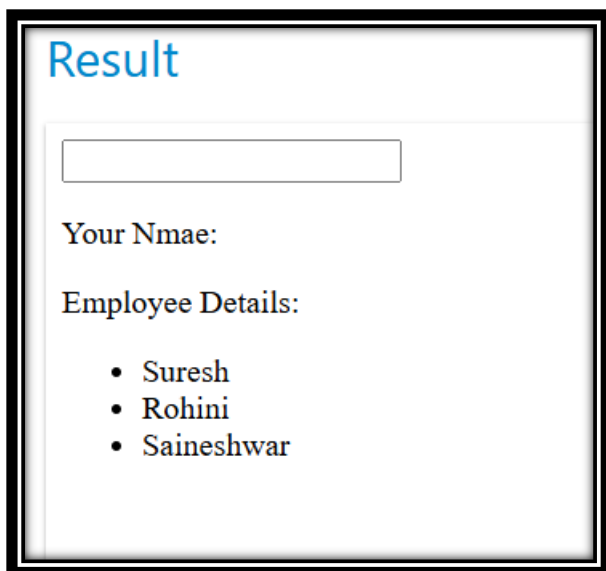 Result
Your Nmae:
Employee Details:
Suresh
Rohini
Saineshwar